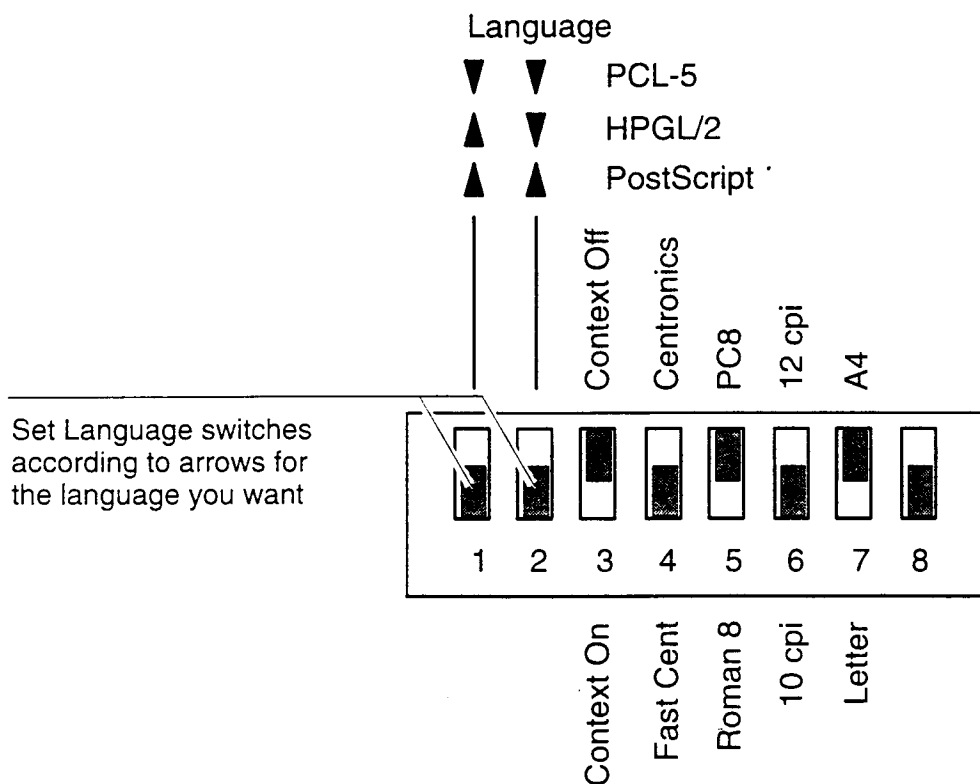 Language
PCL-5
HPGL/2
PostScript
Context Off
Centronics
PC8
12 cpi
A4
Set Language switches
according to arrows for
the language you want
1 2 3 4 5 6 7 8
Context On
Fast Cent
Roman 8
10 cpi
Letter